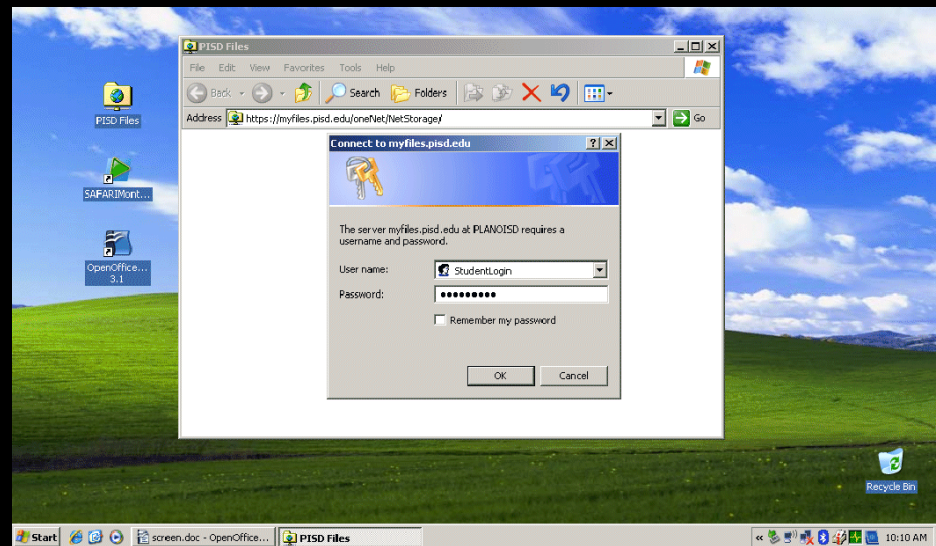 PISD Files
File Edit View Favorites Tools Help
Back Search Folders
Address https://myfiles.pisd.edu/oneNet/NetStorage/ Go
Connect to myfiles.pisd.edu
The server myfiles.pisd.edu at PLANOISD requires a
username and password.
User name: StudentLogin
Password:
Remember my password
OK Cancel
PISD Files
SAFARIMont...
OpenOffice...
3.1
Recycle Bin
Start screen.doc - OpenOffice... PISD Files 10:10 AM